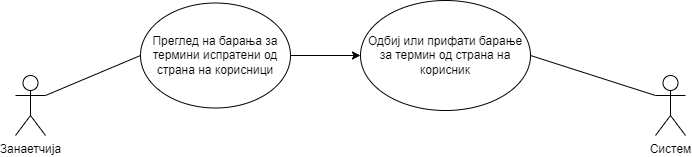 Преглед на барања за
термини испратени од
страна на корисници
Одбиј или прифати барање
за термин од страна на
корисник
Занаетчија
Систем